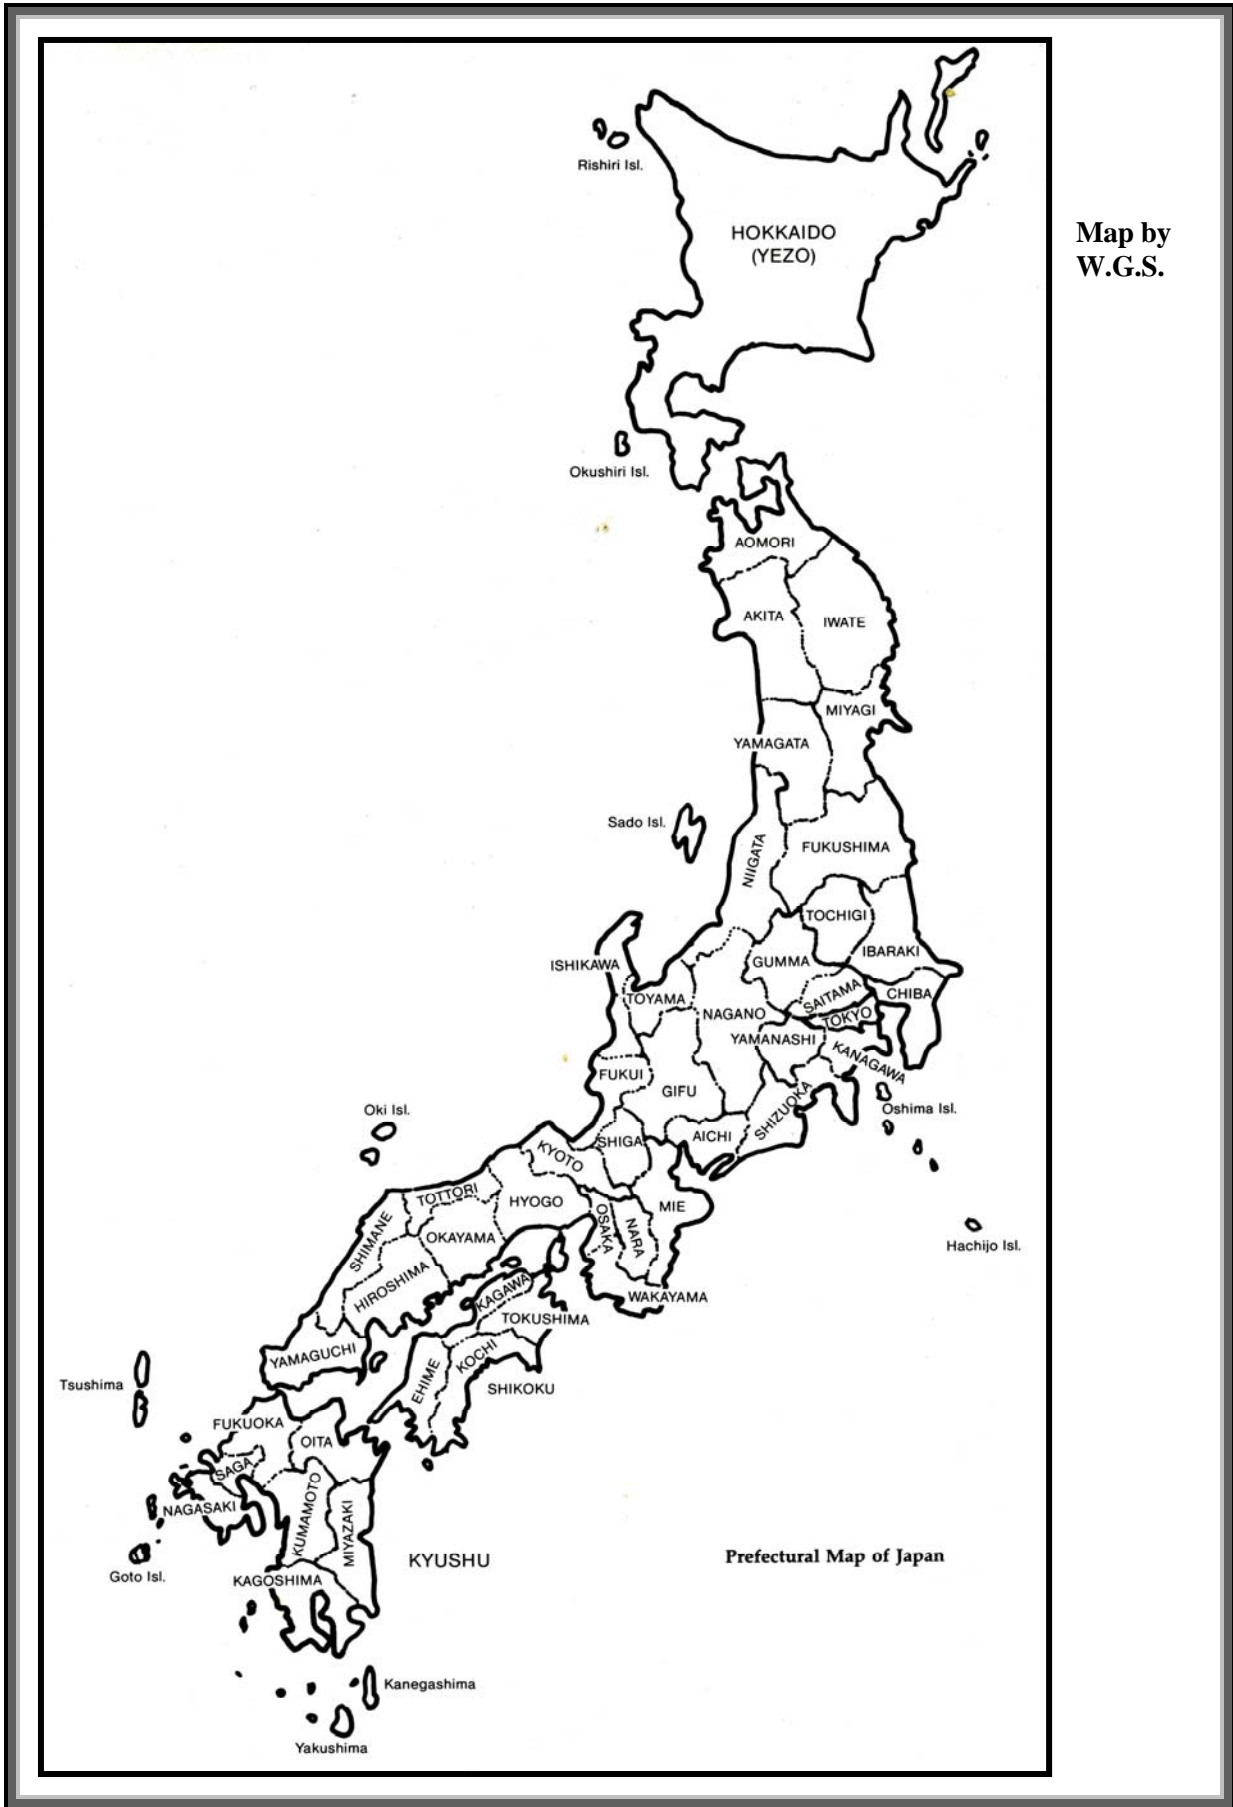 Map by
W.G.S.
Rishiri Isl.
HOKKAIDO
(YEZO)
Okushiri Isl.
AOMORI
AKITA
IWATE
MIYAGI
YAMAGATA
Sado Isl.
NIIGATA
FUKUSHIMA
TOCHIGI
IBARAKI
GUMMA
ISHIKAWA
TOYAMA
SAITAMA
CHIBA
NAGANO
TOKYO
YAMANASHI
KANAGAWA
FUKUI
GIFU
SHIZUOKA
Oshima Isl.
Oki Isl.
AICHI
SHIGA
KYOTO
TOTTORI
HYOGO
MIE
OSAKA
NARA
SHIMANE
OKAYAMA
Hachijo Isl.
HIROSHIMA
KAGAWA
WAKAYAMA
TOKUSHIMA
YAMAGUCHI
KOCHI
EHIME
SHIKOKU
Tsushima
FUKUOKA
OITA
SAGA
NAGASAKI
KUMAMOTO
MIYAZAKI
KYUSHU
Prefectural Map of Japan
Goto Isl.
KAGOSHIMA
Kanegashima
Yakushima